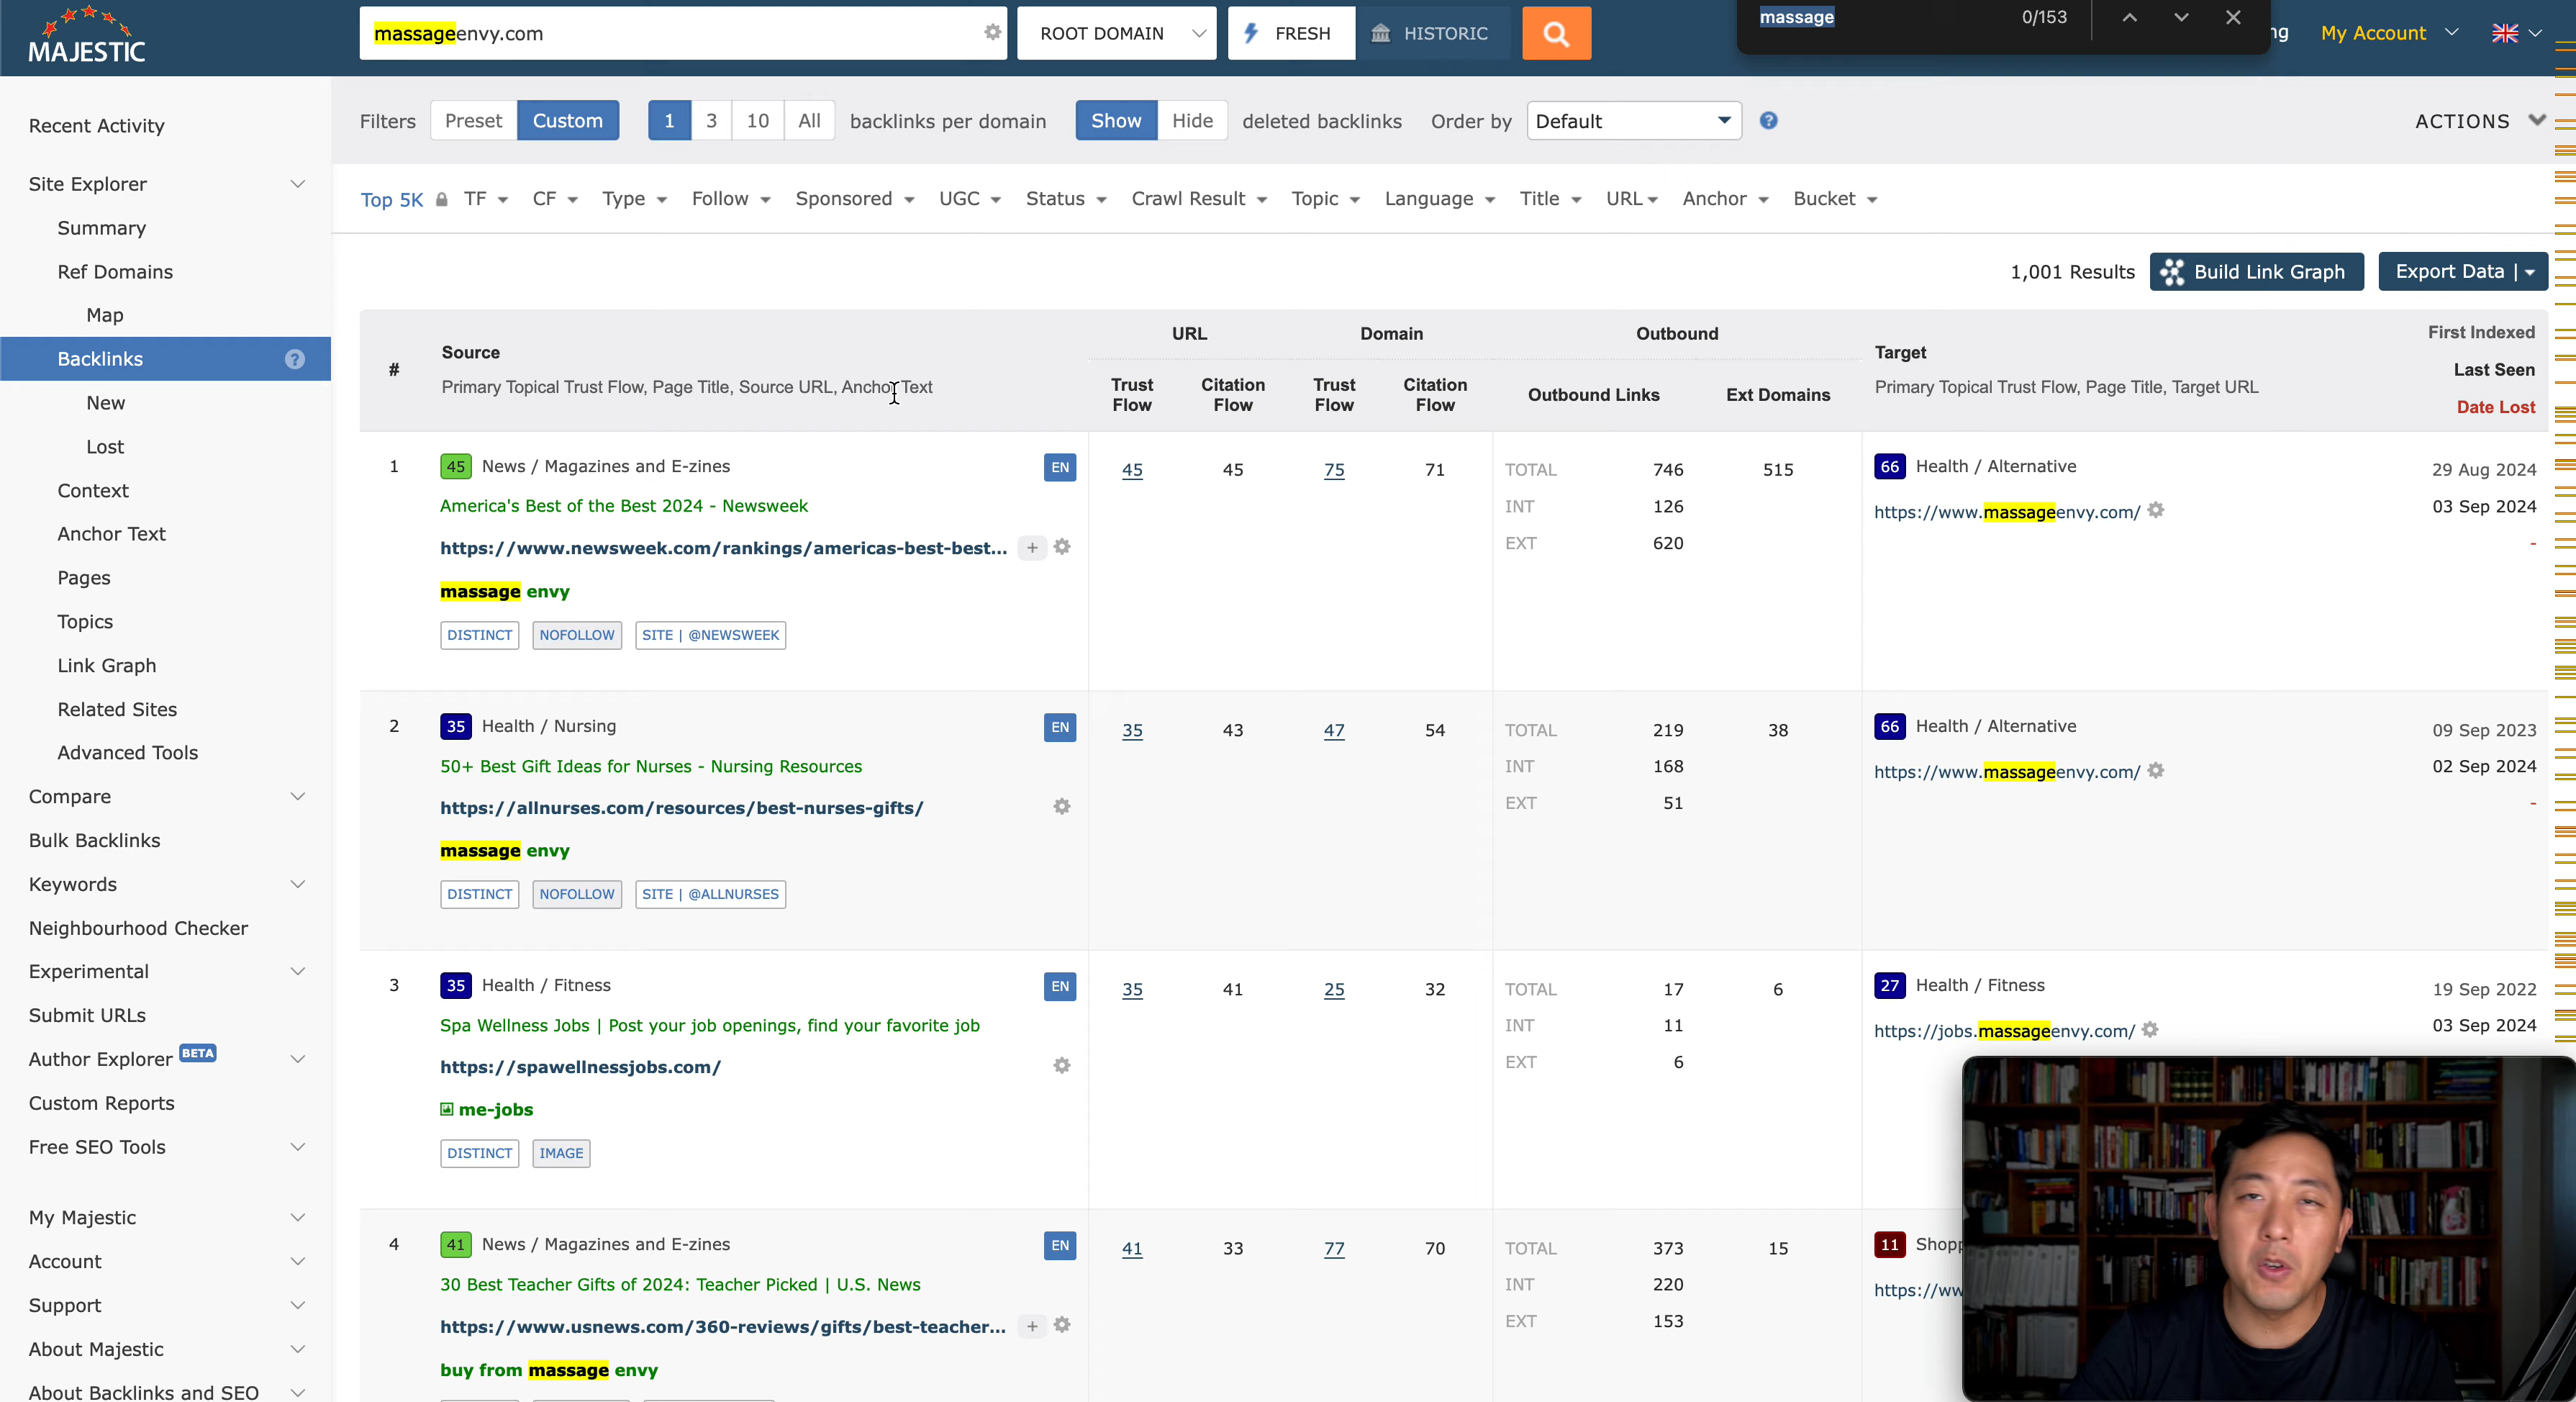 MAJESTIC
massageenvy.com
ROOT DOMAIN
FRESH
HISTORIC
massage
0/153
ng
My Account
Recent Activity
Site Explorer
Summary
Ref Domains
Map
Backlinks
?
New
Lost
Context
Anchor Text
Pages
Topics
Link Graph
Related Sites
Advanced Tools
Compare
Bulk Backlinks
Keywords
Neighbourhood Checker
Experimental
Submit URLs
Author Explorer BETA
Custom Reports
Free SEO Tools
My Majestic
Account
Support
About Majestic
About Backlinks and SEO
Filters
Preset
Custom
1
3
10
All
backlinks per domain
Show
Hide
deleted backlinks
Order by
Default
?
ACTIONS
Top 5K
TF
CF
Type
Follow
Sponsored
UGC
Status
Crawl Result
Topic
Language
Title
URL
Anchor
Bucket
1,001 Results
Build Link Graph
Export Data |
#
Source
Primary Topical Trust Flow, Page Title, Source URL, Anchor Text
URL
Trust Flow
Citation Flow
Domain
Trust Flow
Citation Flow
Outbound
Outbound Links
Ext Domains
Target
Primary Topical Trust Flow, Page Title, Target URL
First Indexed
Last Seen
Date Lost
1
45 News / Magazines and E-zines
EN
America's Best of the Best 2024 - Newsweek
https://www.newsweek.com/rankings/americas-best-best...
+
massage envy
DISTINCT
NOFOLLOW
SITE | @NEWSWEEK
45
45
75
71
TOTAL 746
INT 126
EXT 620
515
66 Health / Alternative
https://www.massageenvy.com/
29 Aug 2024
03 Sep 2024
-
2
35 Health / Nursing
EN
50+ Best Gift Ideas for Nurses - Nursing Resources
https://allnurses.com/resources/best-nurses-gifts/
massage envy
DISTINCT
NOFOLLOW
SITE | @ALLNURSES
35
43
47
54
TOTAL 219
INT 168
EXT 51
38
66 Health / Alternative
https://www.massageenvy.com/
09 Sep 2023
02 Sep 2024
-
3
35 Health / Fitness
EN
Spa Wellness Jobs | Post your job openings, find your favorite job
https://spawellnessjobs.com/
me-jobs
DISTINCT
IMAGE
35
41
25
32
TOTAL 17
INT 11
EXT 6
6
27 Health / Fitness
https://jobs.massageenvy.com/
19 Sep 2022
03 Sep 2024
4
41 News / Magazines and E-zines
EN
30 Best Teacher Gifts of 2024: Teacher Picked | U.S. News
https://www.usnews.com/360-reviews/gifts/best-teacher...
+
buy from massage envy
41
33
77
70
TOTAL 373
INT 220
EXT 153
15
11 Shopp
https://ww